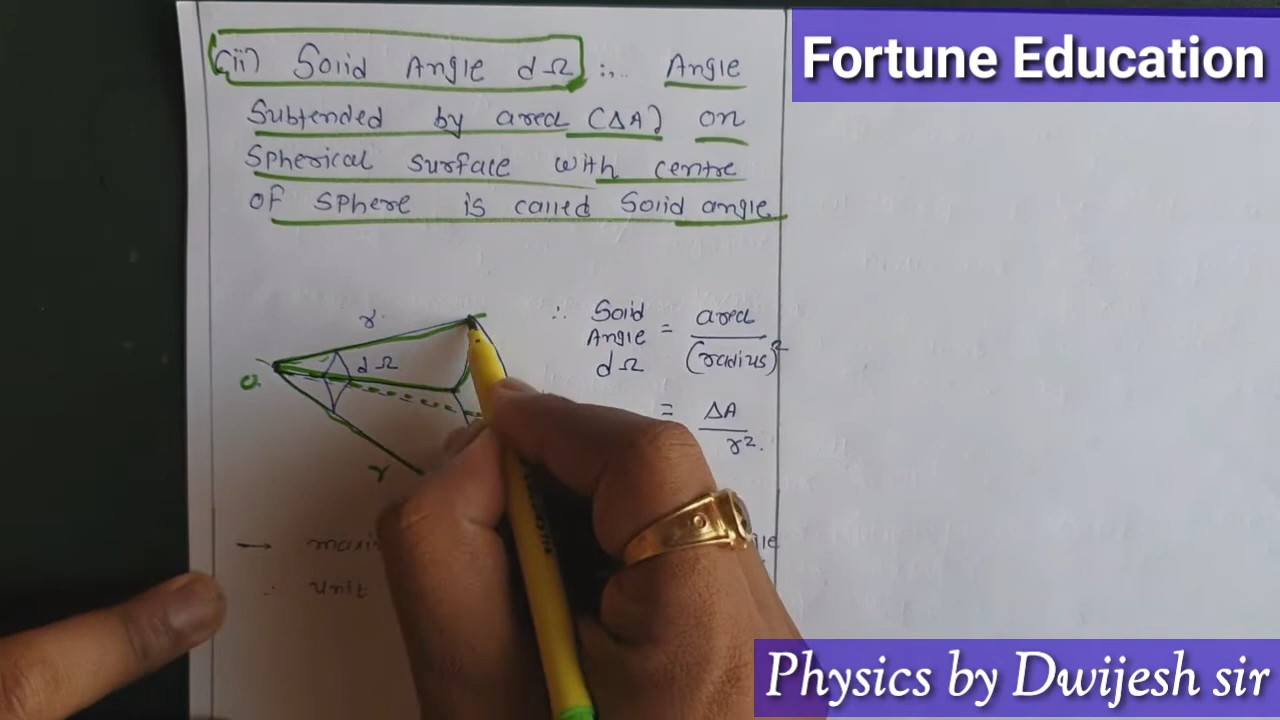 Fortune Education
(ii) Solid Angle dΩ :. Angle
Subtended by area (ΔA) on
Spherical surface with centre
of sphere is called Solid angle
r
∴ Solid Angle dΩ = area / (radius)²
dΩ
O
= ΔA / r²
r
∴ unit
Physics by Dwijesh sir